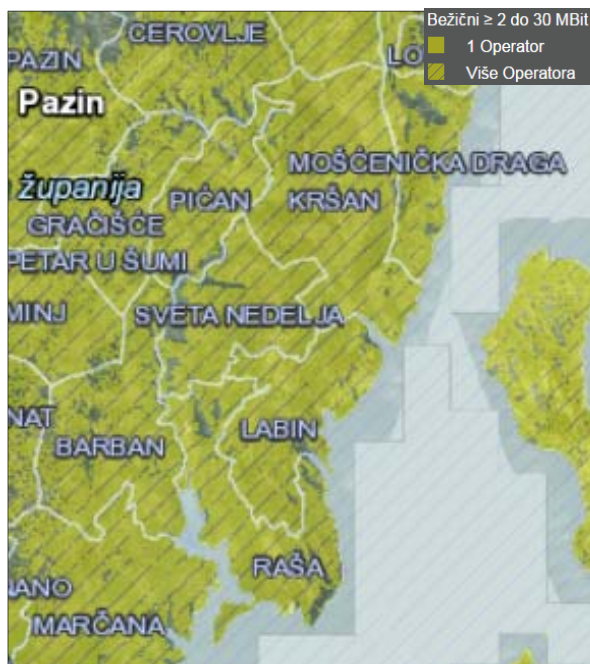 Bežični ≥ 2 do 30 MBit
1 Operator
Više Operatora
CEROVLJE
PAZIN
LO
Pazin
MOŠĆENIČKA DRAGA
županija
PIĆAN
KRŠAN
GRAČIŠĆE
PETAR U ŠUMI
MINJ
SVETA NEDELJA
NAT
LABIN
BARBAN
RAŠA
NANO
MARČANA